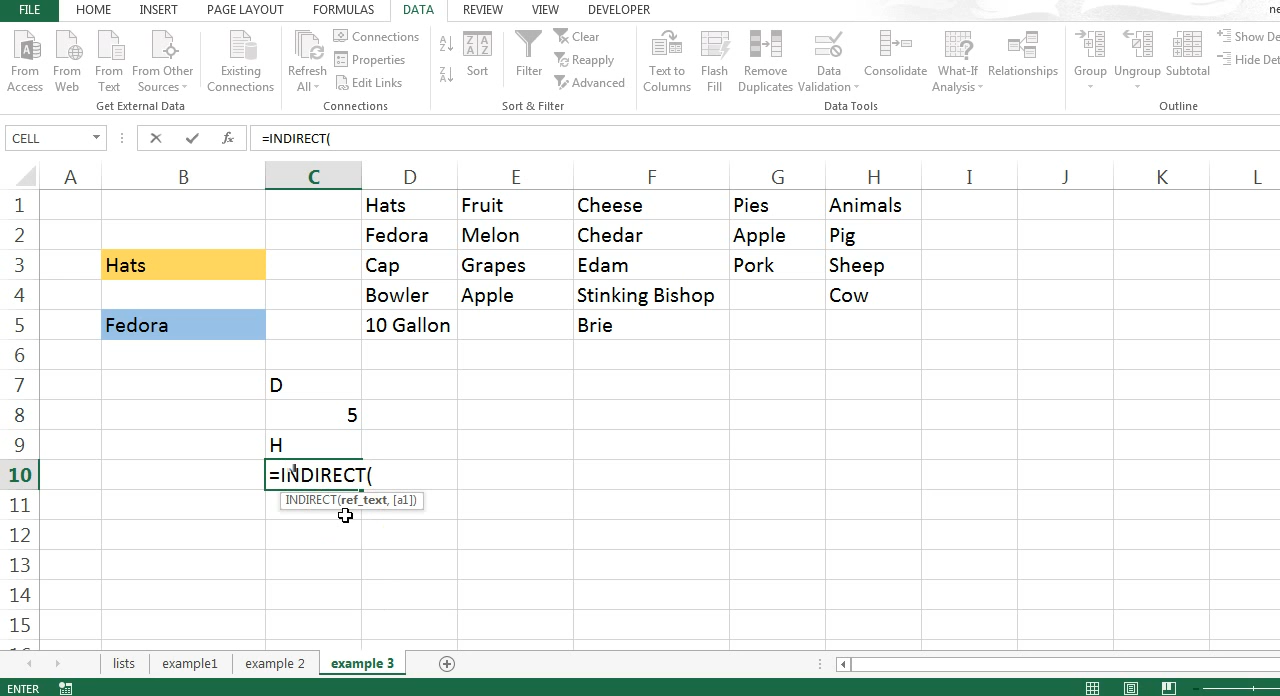 FILE HOME INSERT PAGE LAYOUT FORMULAS DATA REVIEW VIEW DEVELOPER ne
From Access
From Web
From Text
From Other Sources
Existing Connections
Get External Data
Refresh All
Connections
Properties
Edit Links
Connections
Sort
Filter
Clear
Reapply
Advanced
Sort & Filter
Text to Columns
Flash Fill
Remove Duplicates
Data Validation
Consolidate
What-If Analysis
Relationships
Data Tools
Group
Ungroup
Subtotal
Show De
Hide Det
Outline
CELL fx =INDIRECT(
A B C D E F G H I J K L
1 Hats Fruit Cheese Pies Animals
2 Fedora Melon Chedar Apple Pig
3 Hats Cap Grapes Edam Pork Sheep
4 Bowler Apple Stinking Bishop Cow
5 Fedora 10 Gallon Brie
6
7 D
8 5
9 H
10 =INDIRECT(
11 INDIRECT(ref_text, [a1])
12
13
14
15
lists example1 example 2 example 3
ENTER